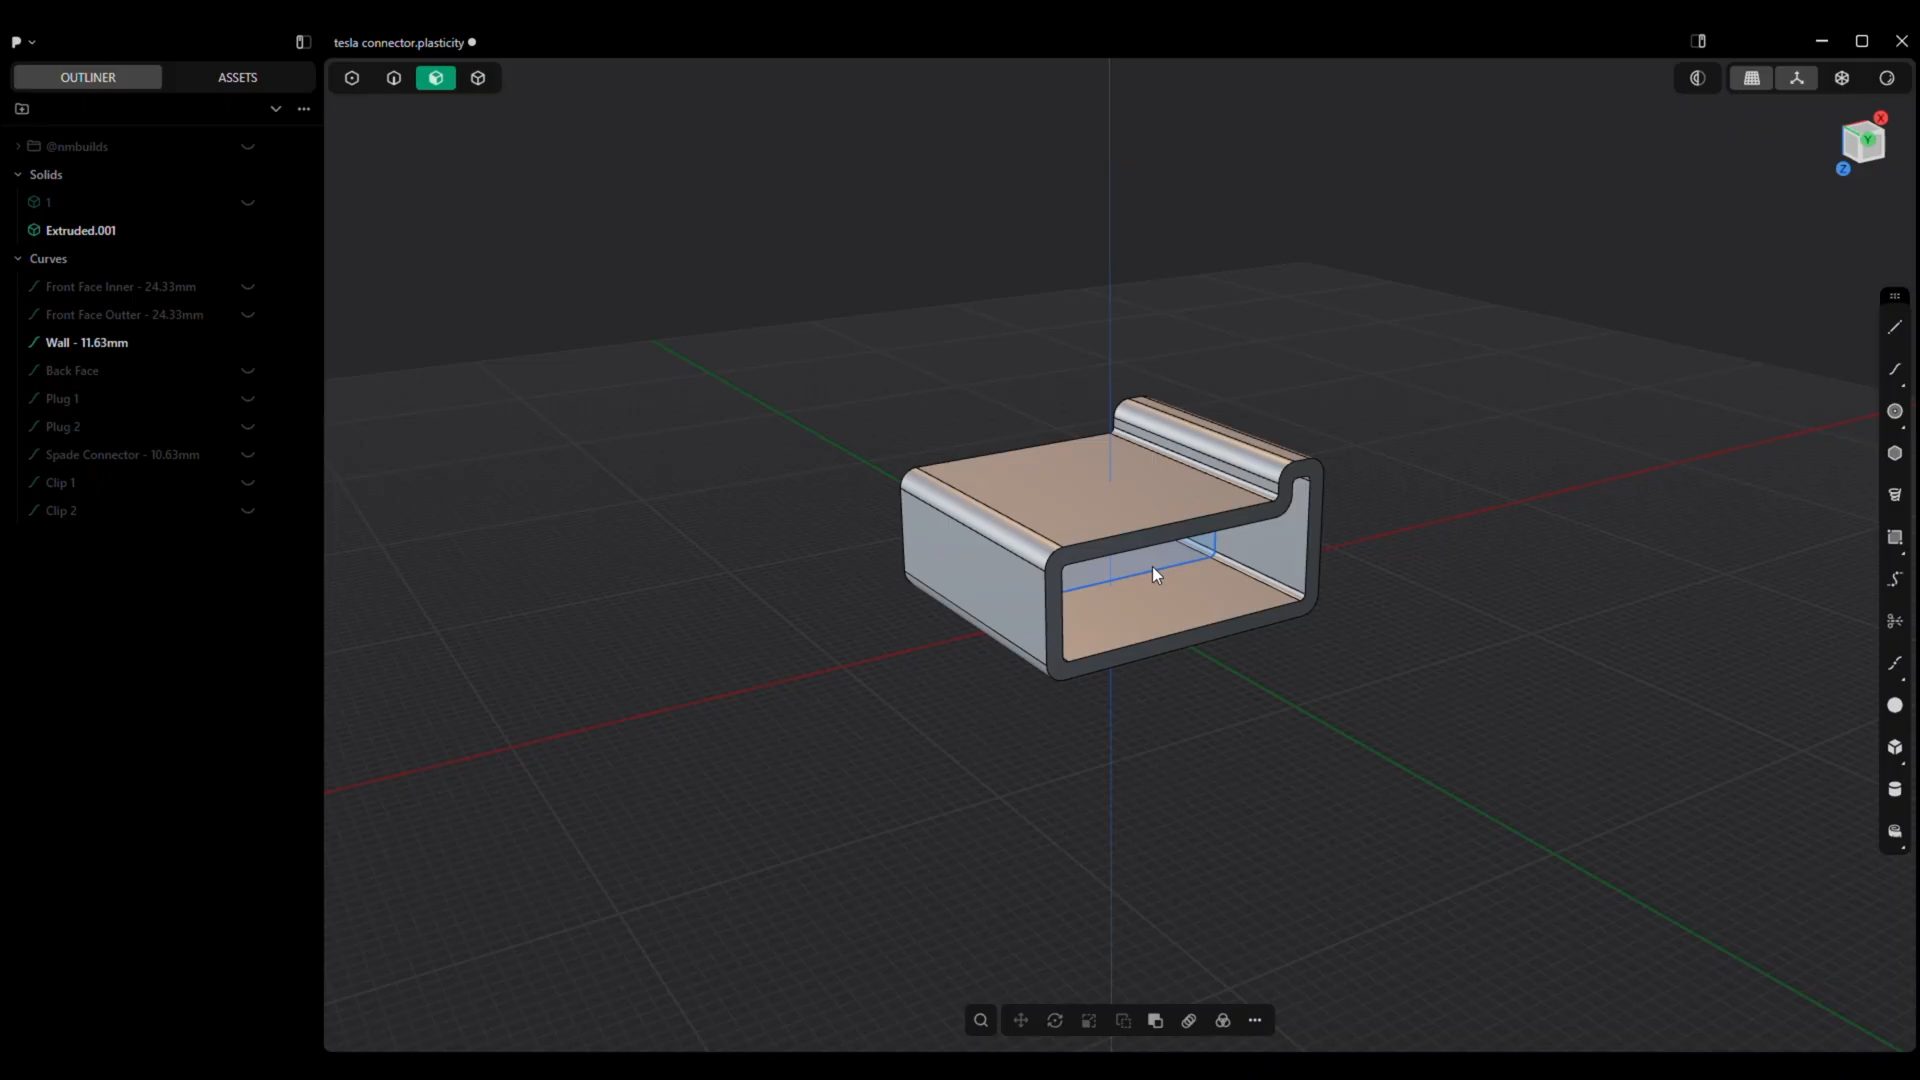 tesla connector.plasticity
OUTLINER
ASSETS
@nmbuilds
Solids
1
Extruded.001
Curves
Front Face Inner - 24.33mm
Front Face Outter - 24.33mm
Wall - 11.63mm
Back Face
Plug 1
Plug 2
Spade Connector - 10.63mm
Clip 1
Clip 2
X
Y
Z